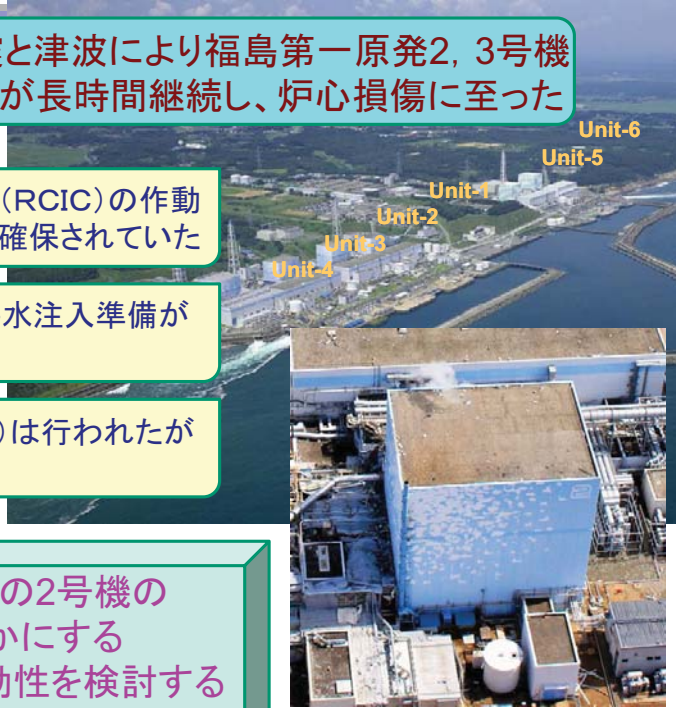 と津波により福島第一原発2, 3号機
が長時間継続し、炉心損傷に至った
Unit-6
Unit-5
(RCIC)の作動
Unit-1
確保されていた
Unit-2
Unit-3
Unit-4
水注入準備が
)は行われたが
の2号機の
かにする
性を検討する